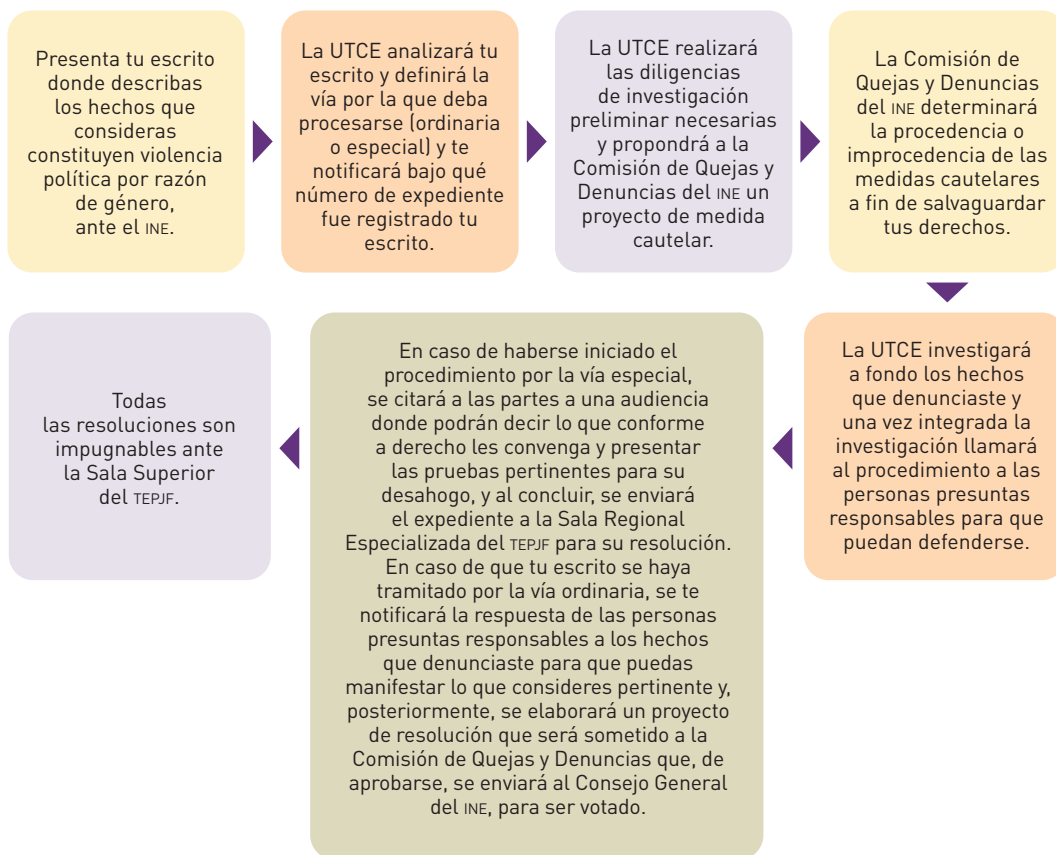 Presenta tu escrito
donde describas
los hechos que
consideras
constituyen violencia
política por razón
de género,
ante el INE.
La UTCE analizará tu
escrito y definirá la
vía por la que deba
procesarse (ordinaria
o especial) y te
notificará bajo qué
número de expediente
fue registrado tu
escrito.
La UTCE realizará
las diligencias
de investigación
preliminar necesarias
y propondrá a la
Comisión de Quejas y
Denuncias del INE un
proyecto de medida
cautelar.
La Comisión de
Quejas y Denuncias
del INE determinará
la procedencia o
improcedencia de las
medidas cautelares
a fin de salvaguardar
tus derechos.
La UTCE investigará
a fondo los hechos
que denunciaste y
una vez integrada la
investigación llamará
al procedimiento a las
personas presuntas
responsables para que
puedan defenderse.
En caso de haberse iniciado el
procedimiento por la vía especial,
se citará a las partes a una audiencia
donde podrán decir lo que conforme
a derecho les convenga y presentar
las pruebas pertinentes para su
desahogo, y al concluir, se enviará
el expediente a la Sala Regional
Especializada del TEPJF para su resolución.
En caso de que tu escrito se haya
tramitado por la vía ordinaria, se te
notificará la respuesta de las personas
presuntas responsables a los hechos
que denunciaste para que puedas
manifestar lo que consideres pertinente y,
posteriormente, se elaborará un proyecto
de resolución que será sometido a la
Comisión de Quejas y Denuncias que, de
aprobarse, se enviará al Consejo General
del INE, para ser votado.
Todas
las resoluciones son
impugnables ante
la Sala Superior
del TEPJF.